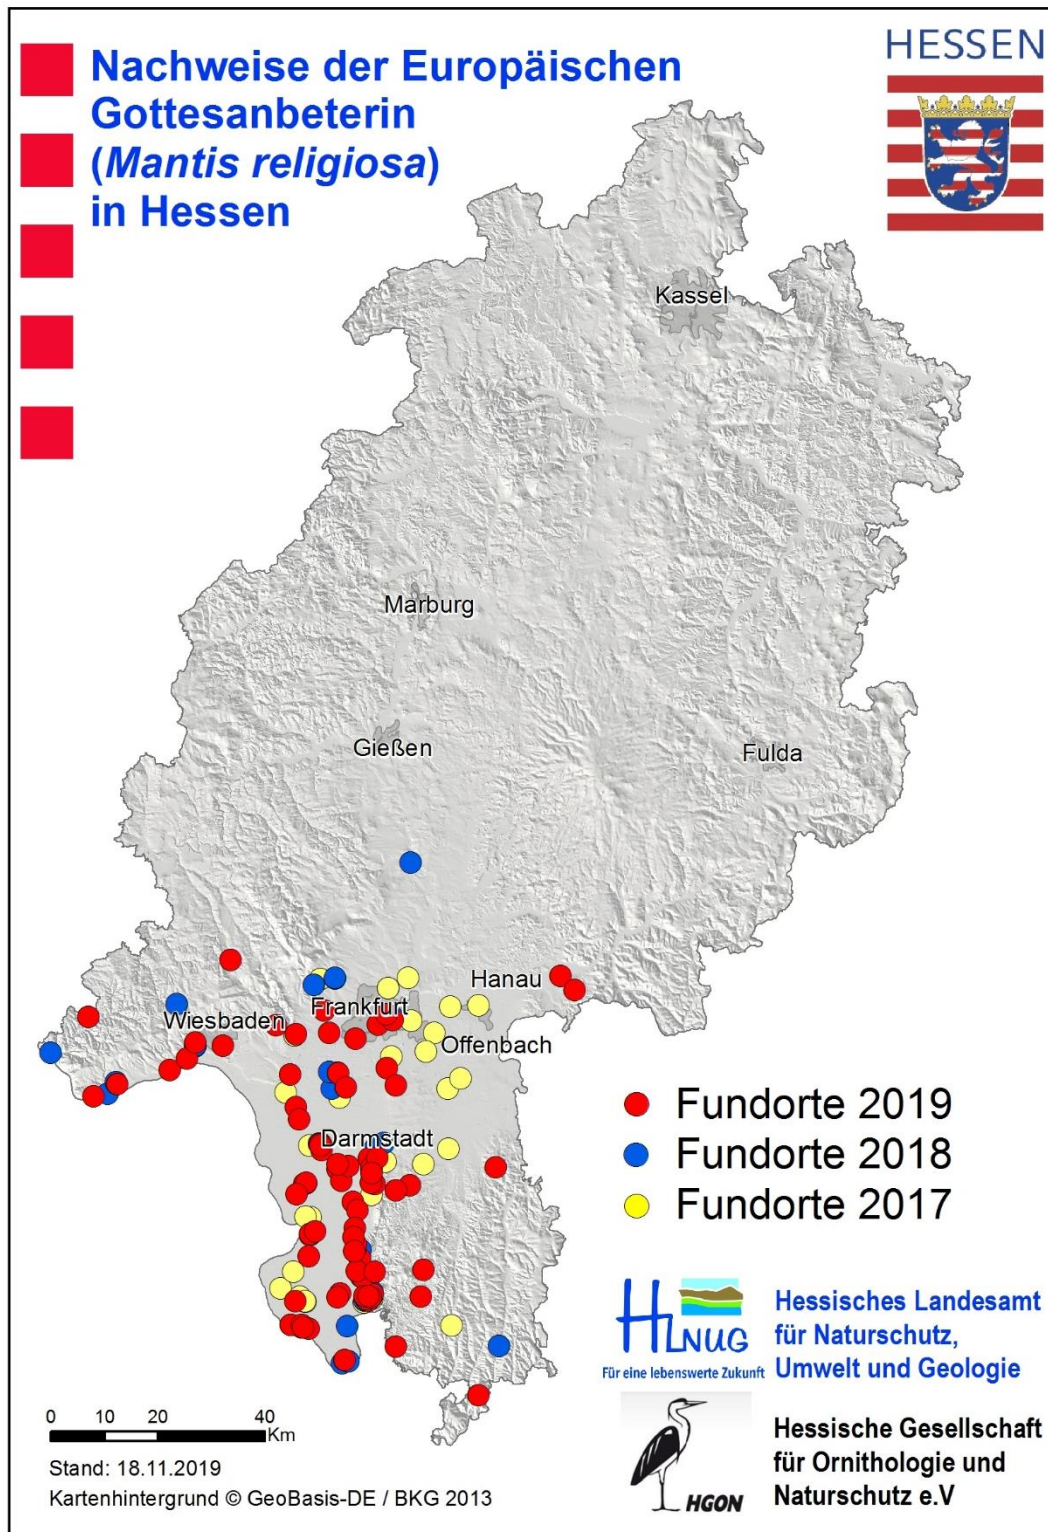 HESSEN
Nachweise der Europäischen
Gottesanbeterin
(Mantis religiosa)
in Hessen
Kassel
Marburg
Gießen
Fulda
Hanau
Frankfurt
Wiesbaden
Offenbach
Darmstadt
Fundorte 2019
Fundorte 2018
Fundorte 2017
HLNUG
Für eine lebenswerte Zukunft
Hessisches Landesamt
für Naturschutz,
Umwelt und Geologie
HGON
Hessische Gesellschaft
für Ornithologie und
Naturschutz e.V
0 10 20 40
Km
Stand: 18.11.2019
Kartenhintergrund © GeoBasis-DE / BKG 2013